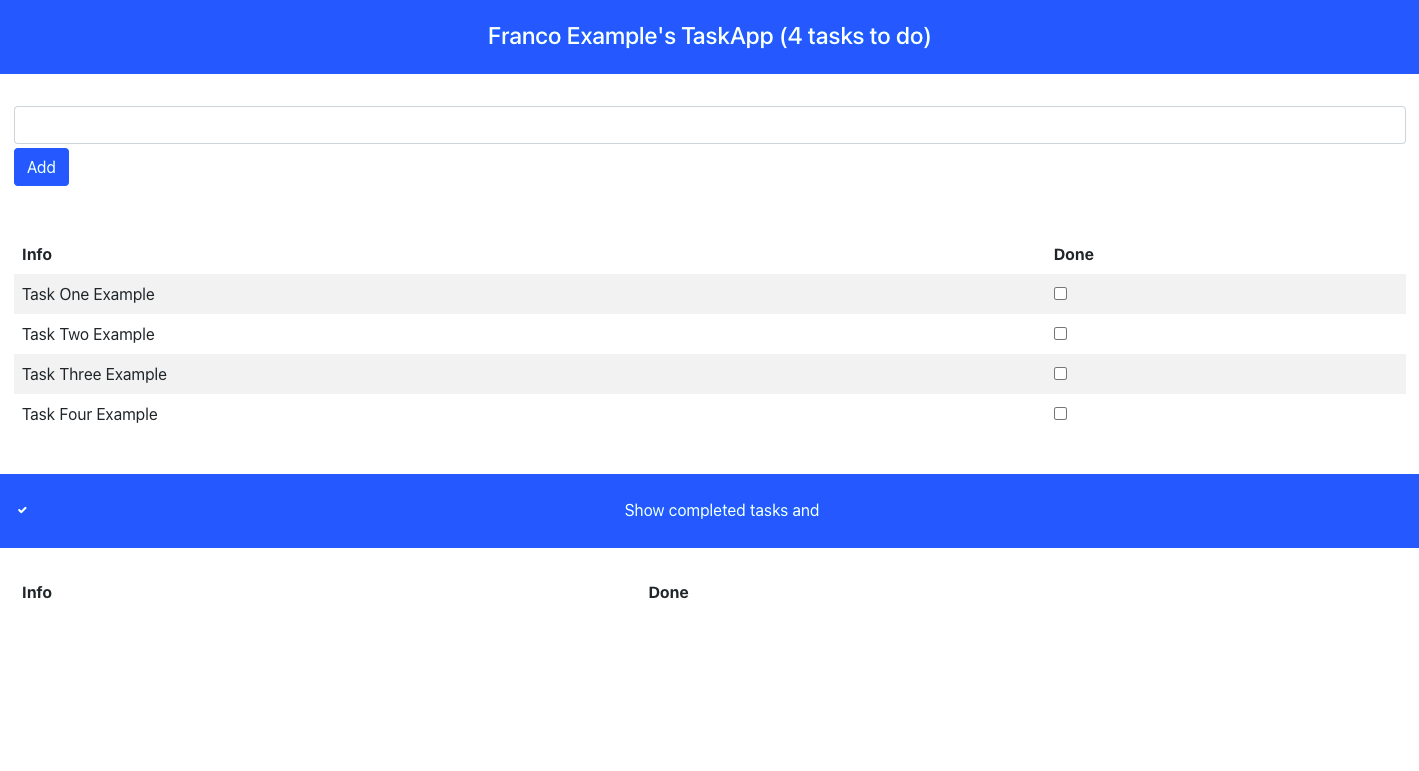 Franco Example's TaskApp (4 tasks to do)
Add
Info Done
Task One Example
Task Two Example
Task Three Example
Task Four Example
Show completed tasks and
Info Done